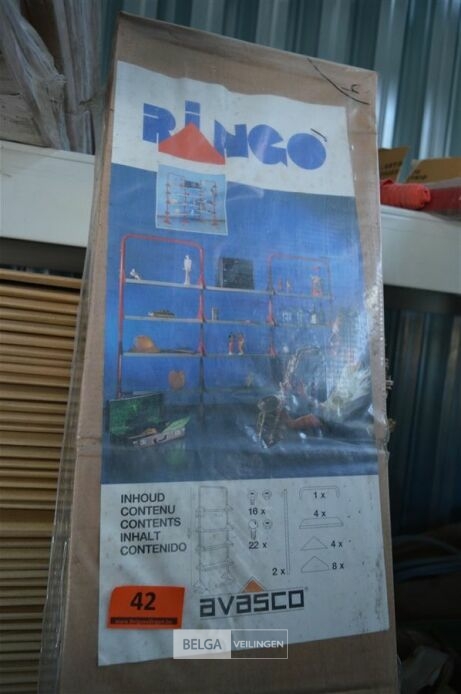 RINGO
INHOUD
CONTENU
CONTENTS
INHALT
CONTENIDO
16 x
22 x
2 x
1 x
4 x
4 x
8 x
42
avasco
BELGA VEILINGEN